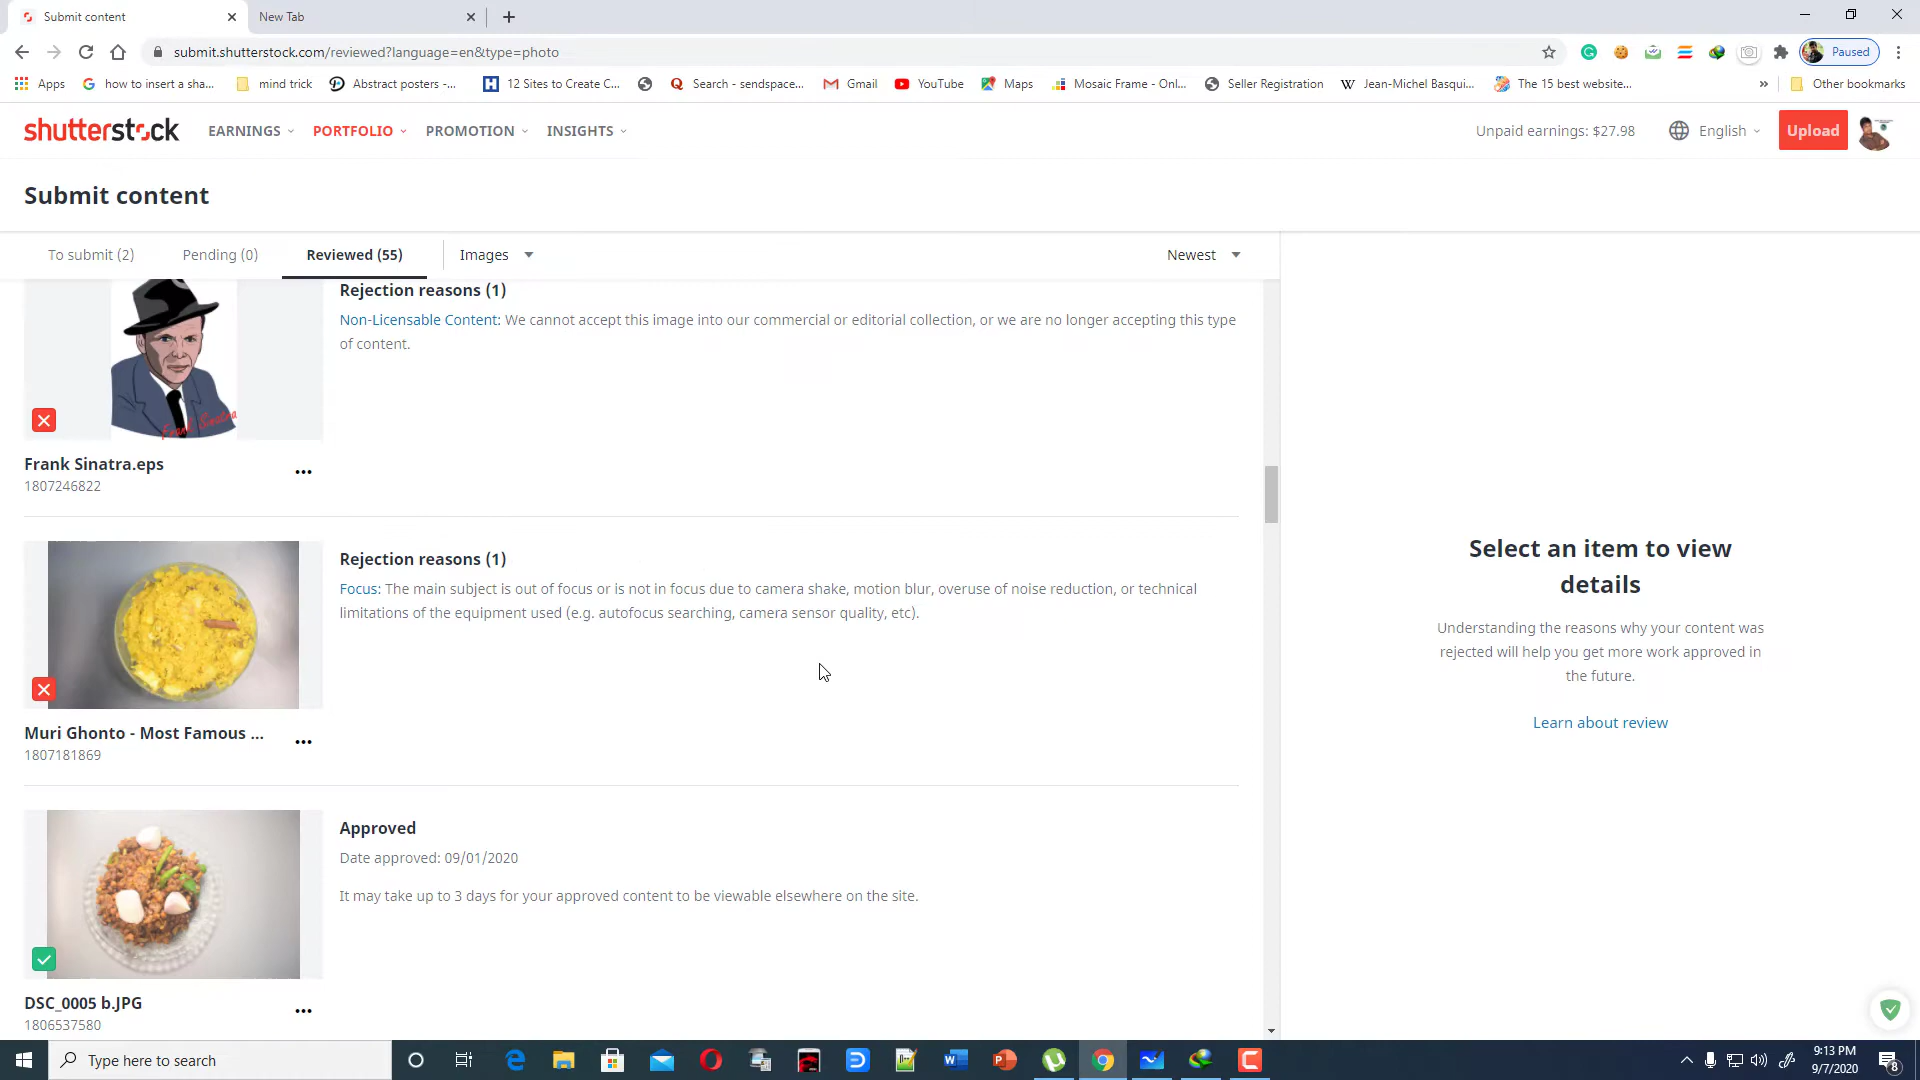 Submit content
New Tab
submit.shutterstock.com/reviewed?language=en&type=photo
Paused
Apps
how to insert a sha...
mind trick
Abstract posters -...
12 Sites to Create C...
Search - sendspace...
Gmail
YouTube
Maps
Mosaic Frame - Onl...
Seller Registration
Jean-Michel Basqui...
The 15 best website...
»
Other bookmarks
shutterstock
EARNINGS
PORTFOLIO
PROMOTION
INSIGHTS
Unpaid earnings: $27.98
English
Upload
Submit content
To submit (2)
Pending (0)
Reviewed (55)
Images
Newest
Rejection reasons (1)
Non-Licensable Content: We cannot accept this image into our commercial or editorial collection, or we are no longer accepting this type
of content.
Frank Sinatra
Frank Sinatra.eps
1807246822
Rejection reasons (1)
Focus: The main subject is out of focus or is not in focus due to camera shake, motion blur, overuse of noise reduction, or technical
limitations of the equipment used (e.g. autofocus searching, camera sensor quality, etc).
Muri Ghonto - Most Famous ...
1807181869
Approved
Date approved: 09/01/2020
It may take up to 3 days for your approved content to be viewable elsewhere on the site.
DSC_0005 b.JPG
1806537580
Select an item to view
details
Understanding the reasons why your content was
rejected will help you get more work approved in
the future.
Learn about review
Type here to search
9:13 PM
9/7/2020
8